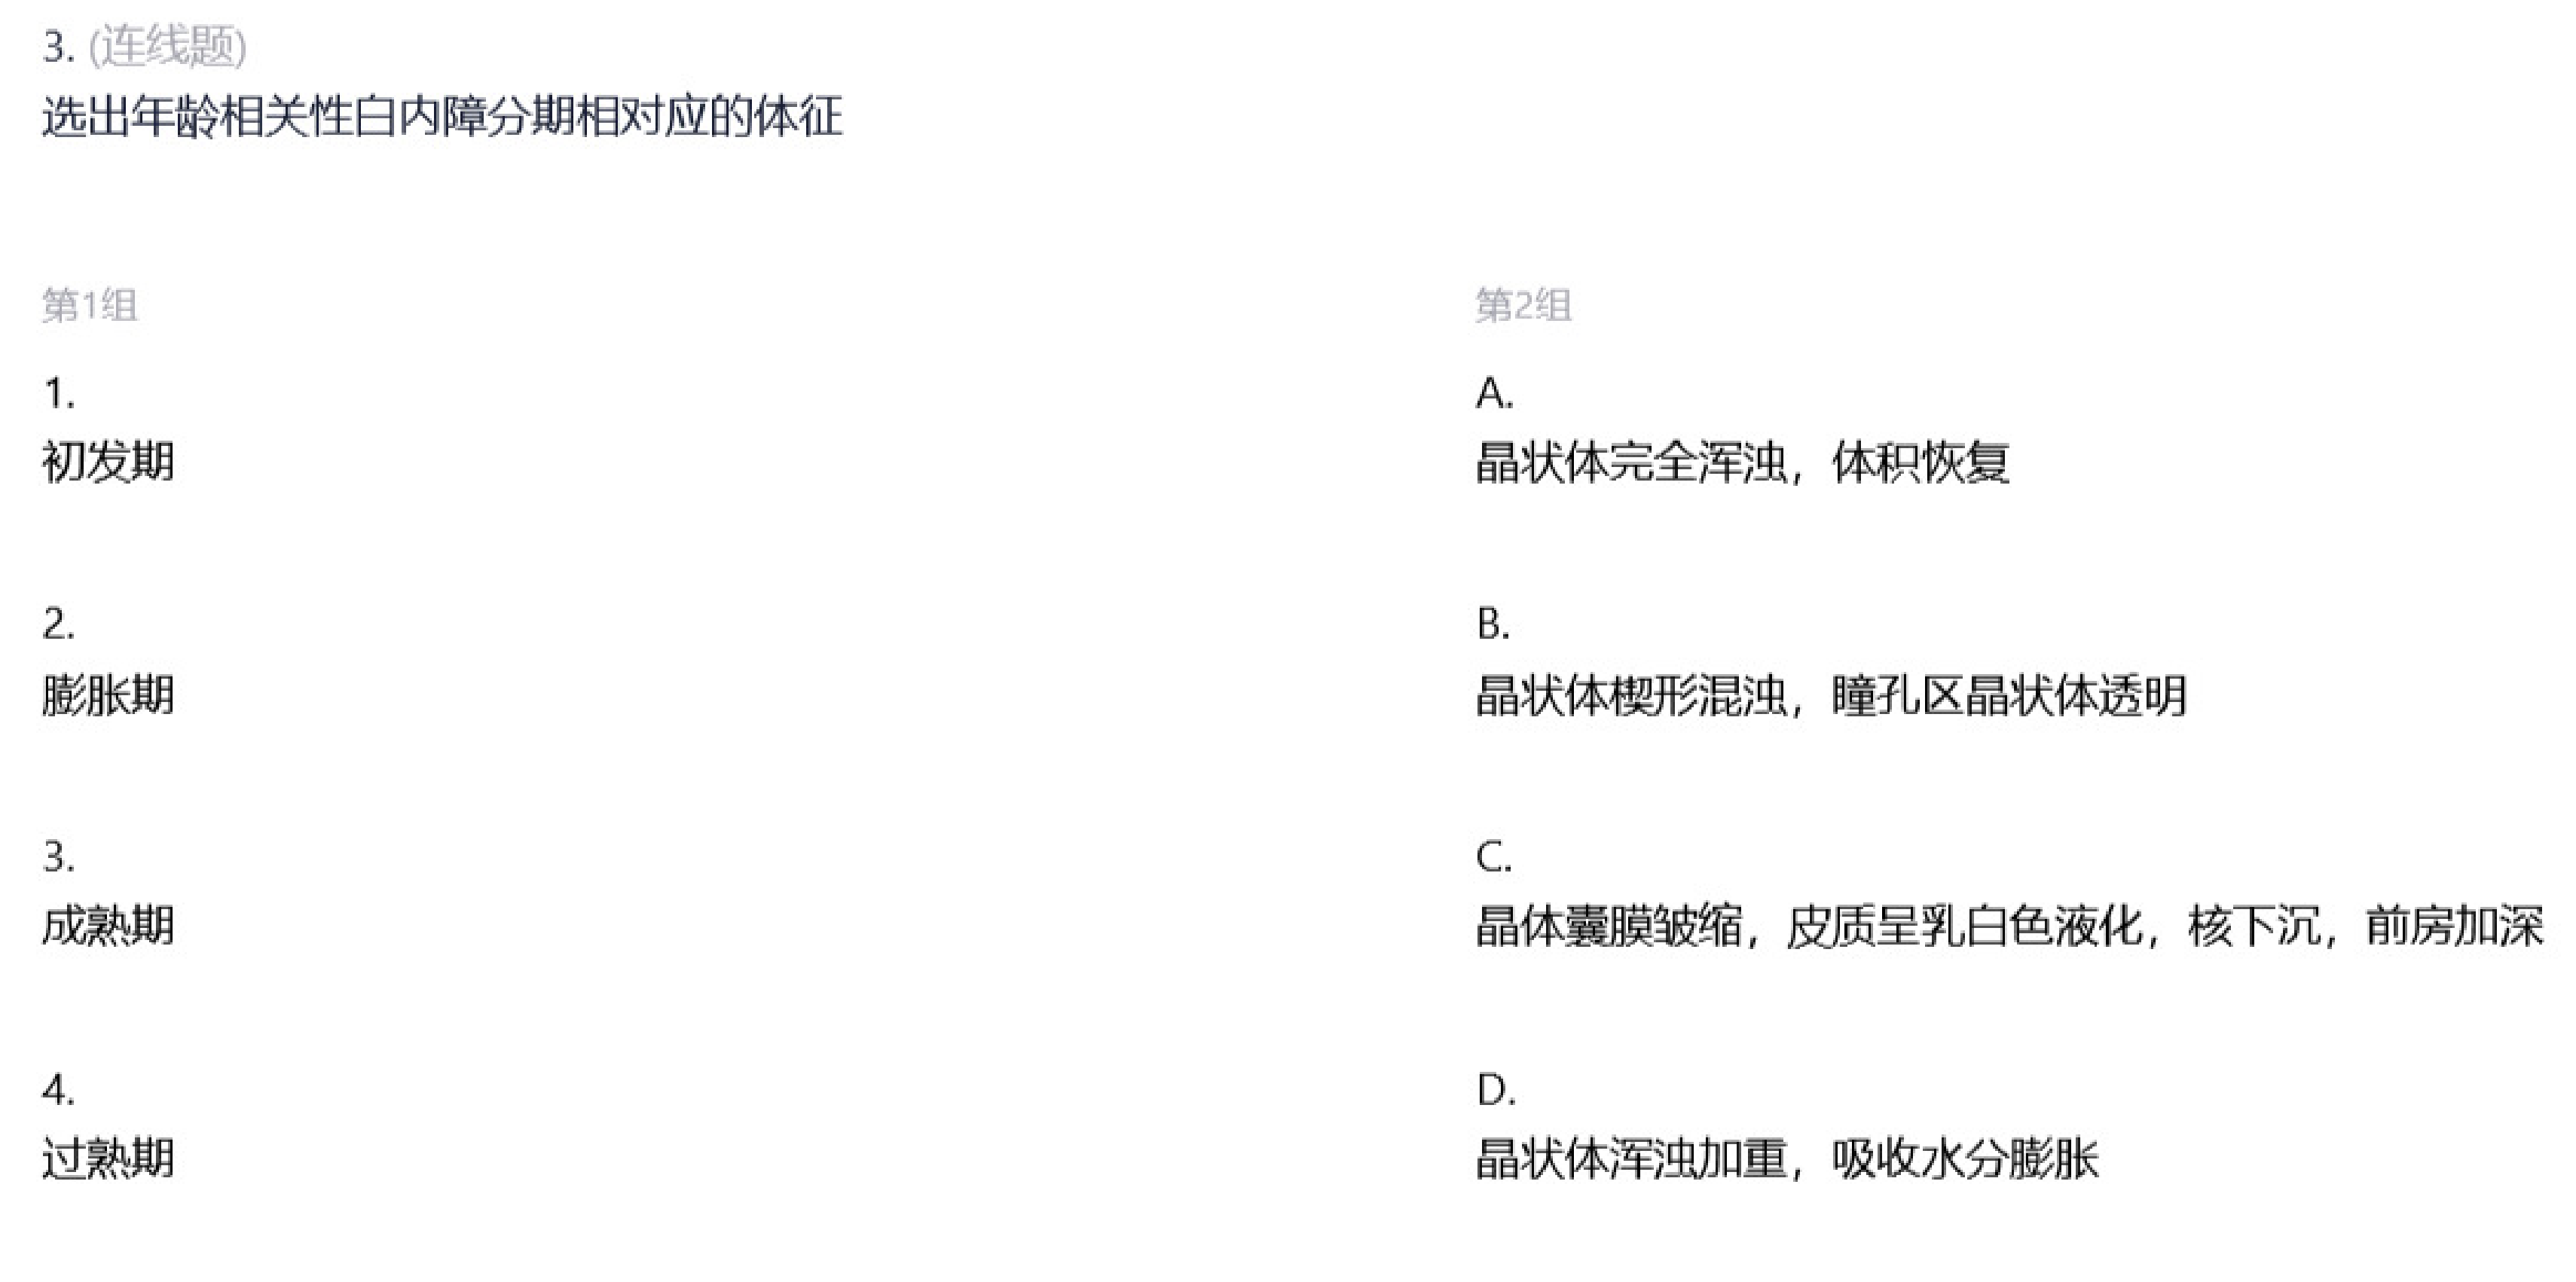 3. (连线题)
选出年龄相关性白内障分期相对应的体征
第1组
1.
初发期
2.
膨胀期
3.
成熟期
4.
过熟期
第2组
A.
晶状体完全浑浊，体积恢复
B.
晶状体楔形混浊，瞳孔区晶状体透明
C.
晶体囊膜皱缩，皮质呈乳白色液化，核下沉，前房加深
D.
晶状体浑浊加重，吸收水分膨胀